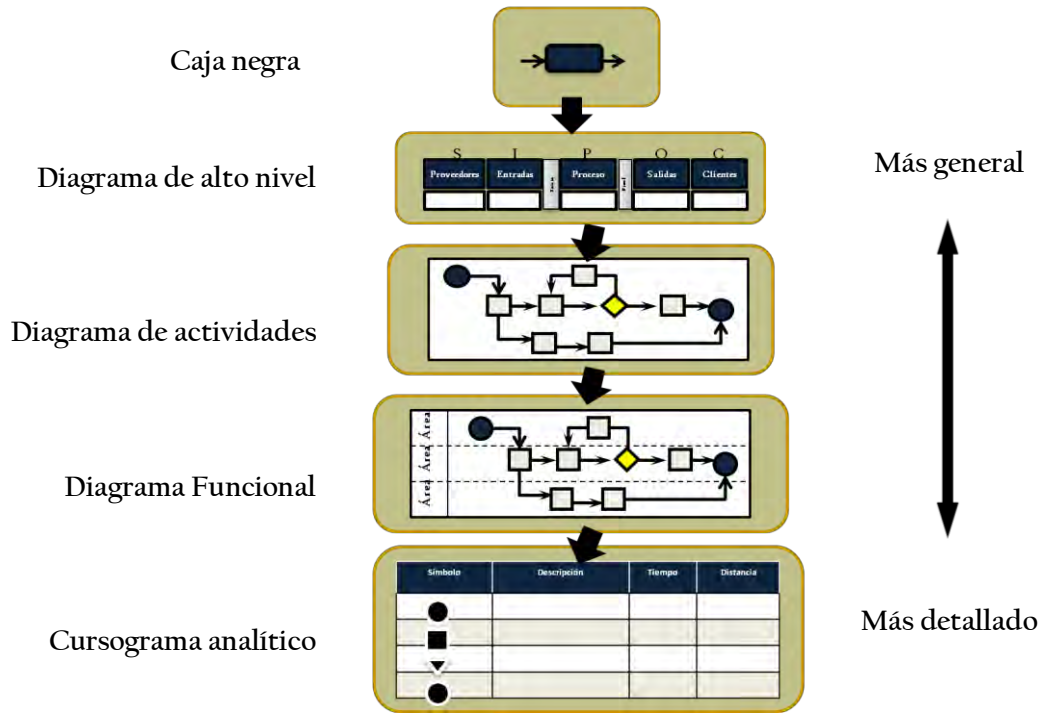 Caja negra
Diagrama de alto nivel
S I P O C
Proveedores Entradas Proceso Salidas Clientes
Más general
Diagrama de actividades
Diagrama Funcional
Área
Área
Área
Símbolo Descripción Tiempo Distancia
Cursograma analítico
Más detallado